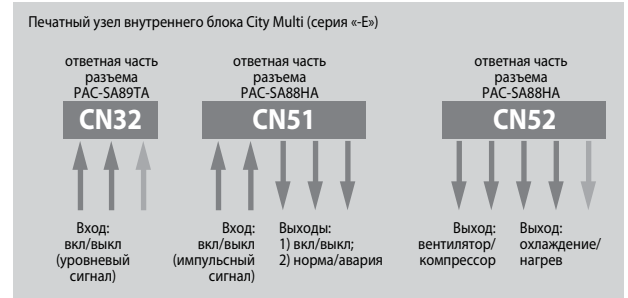 Печатный узел внутреннего блока City Multi (серия «-E»)
ответная часть
разъема
PAC-SA89TA
CN32
Вход:
вкл/выкл
(уровневый
сигнал)
ответная часть
разъема
PAC-SA88HA
CN51
Вход:
вкл/выкл
(импульсный
сигнал)
Выходы:
1) вкл/выкл;
2) норма/авария
ответная часть
разъема
PAC-SA88HA
CN52
Выход:
вентилятор/
компрессор
Выход:
охлаждение/
нагрев